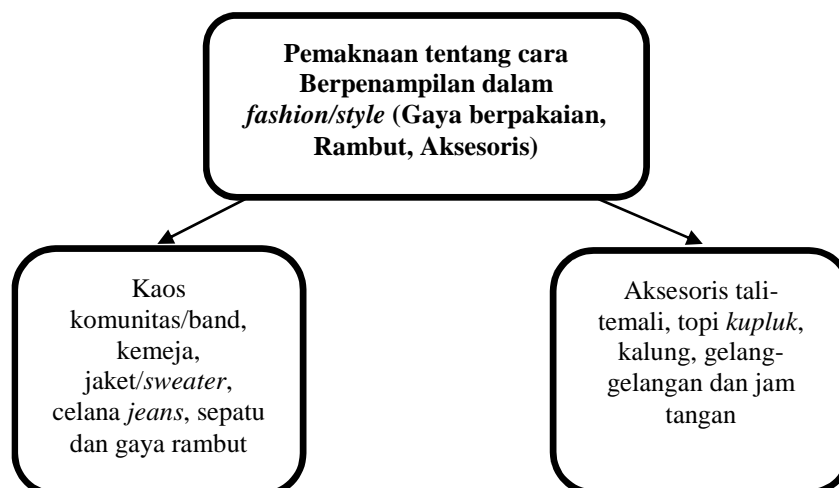 Pemaknaan tentang cara
Berpenampilan dalam
fashion/style (Gaya berpakaian,
Rambut, Aksesoris)
Kaos
komunitas/band,
kemeja,
jaket/sweater,
celana jeans, sepatu
dan gaya rambut
Aksesoris tali-
temali, topi kupluk,
kalung, gelang-
gelangan dan jam
tangan